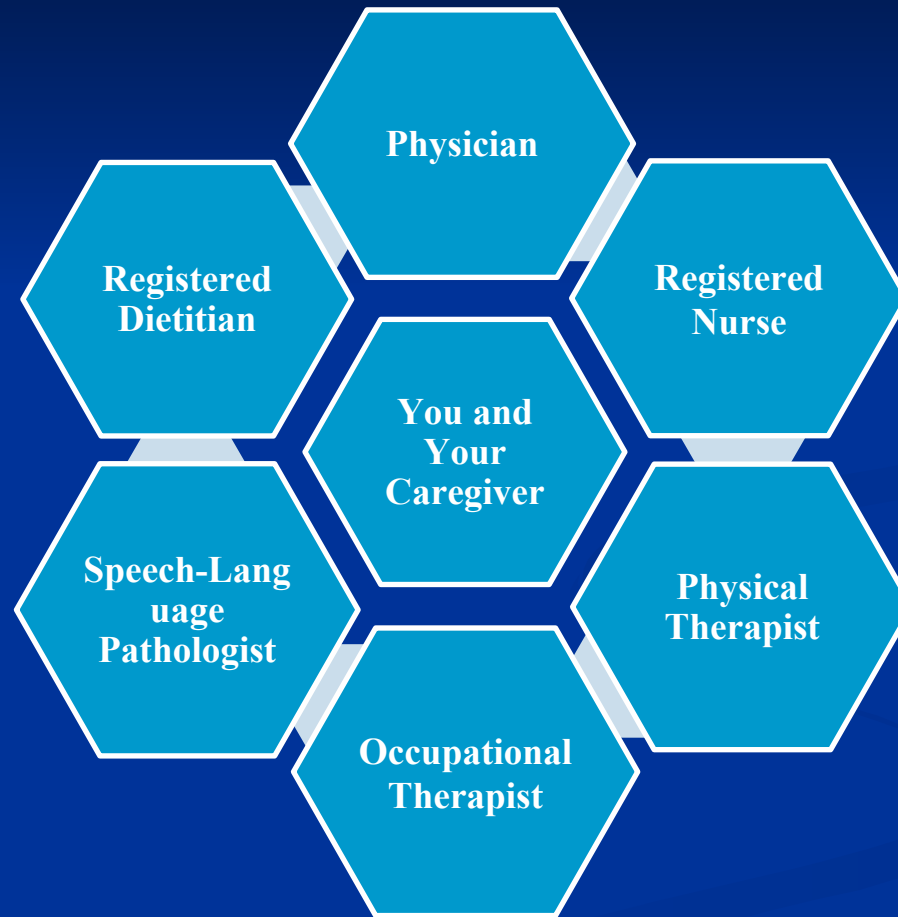 Physician
Registered
Dietitian
Registered
Nurse
You and
Your
Caregiver
Speech-Lang
uage
Pathologist
Physical
Therapist
Occupational
Therapist